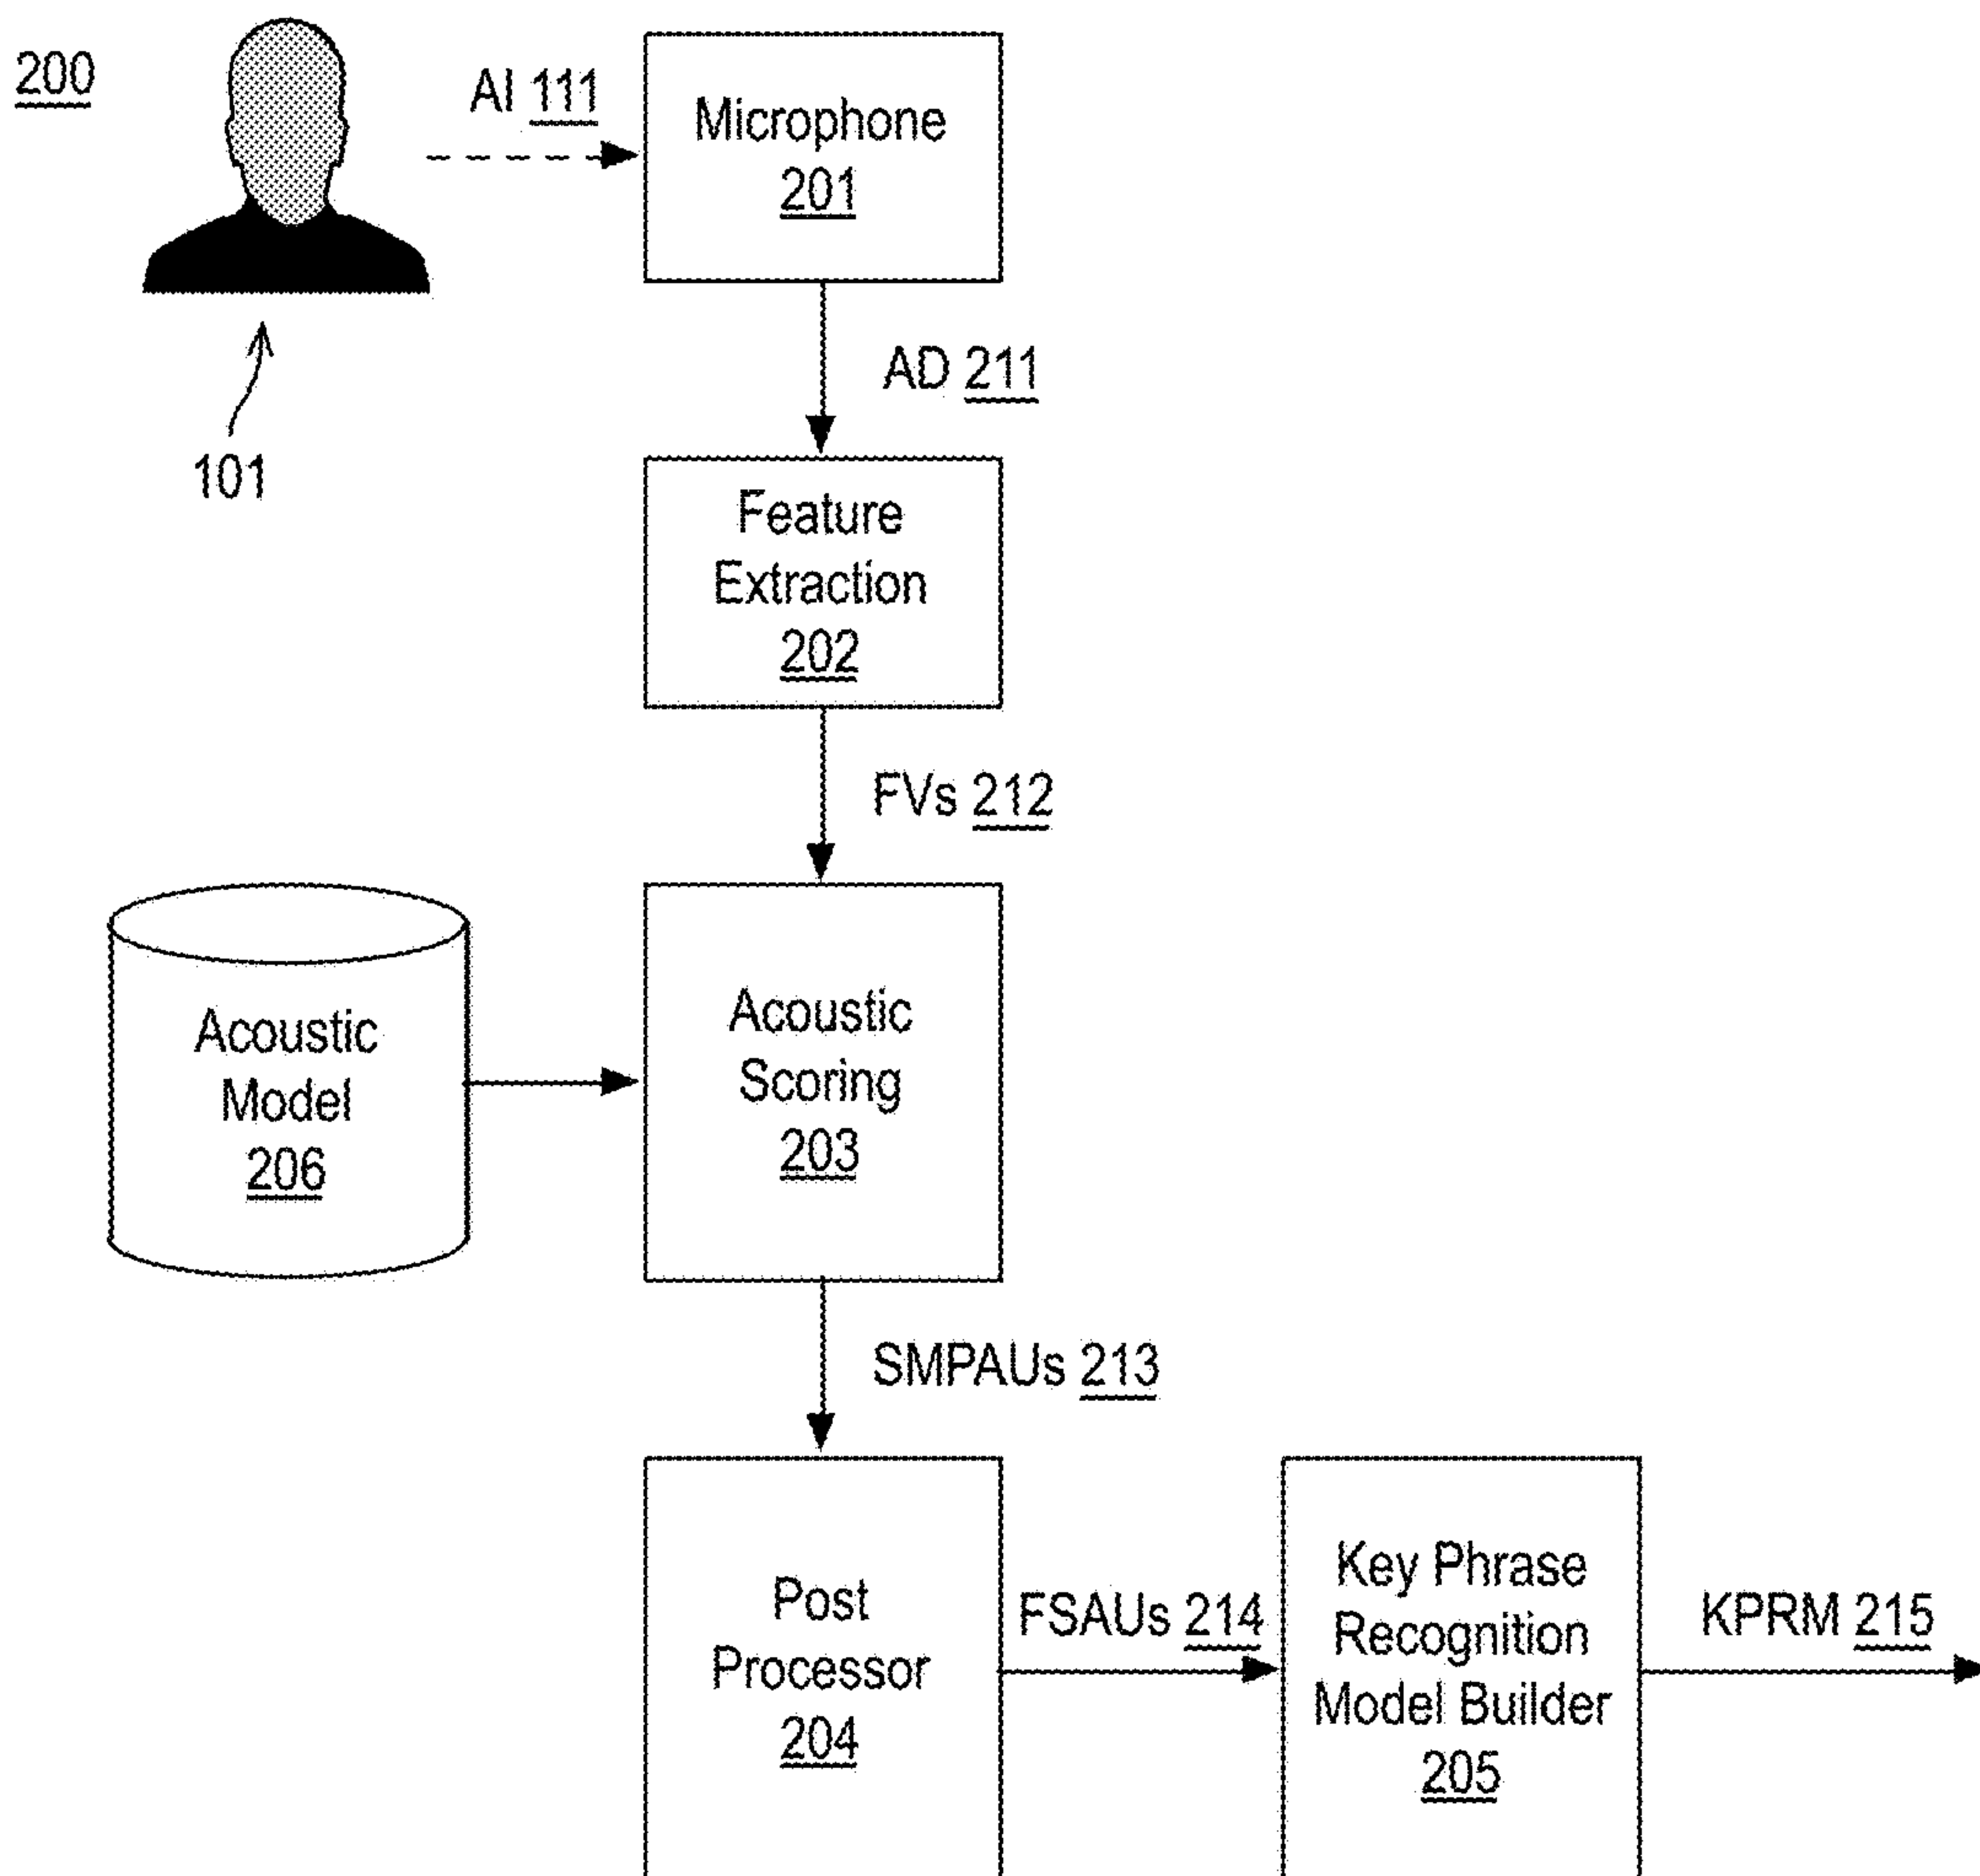 200
AI 111
Microphone
201
101
AD 211
Feature
Extraction
202
FVs 212
Acoustic
Model
206
Acoustic
Scoring
203
SMPAUs 213
Post
Processor
204
FSAUs 214
Key Phrase
Recognition
Model Builder
205
KPRM 215